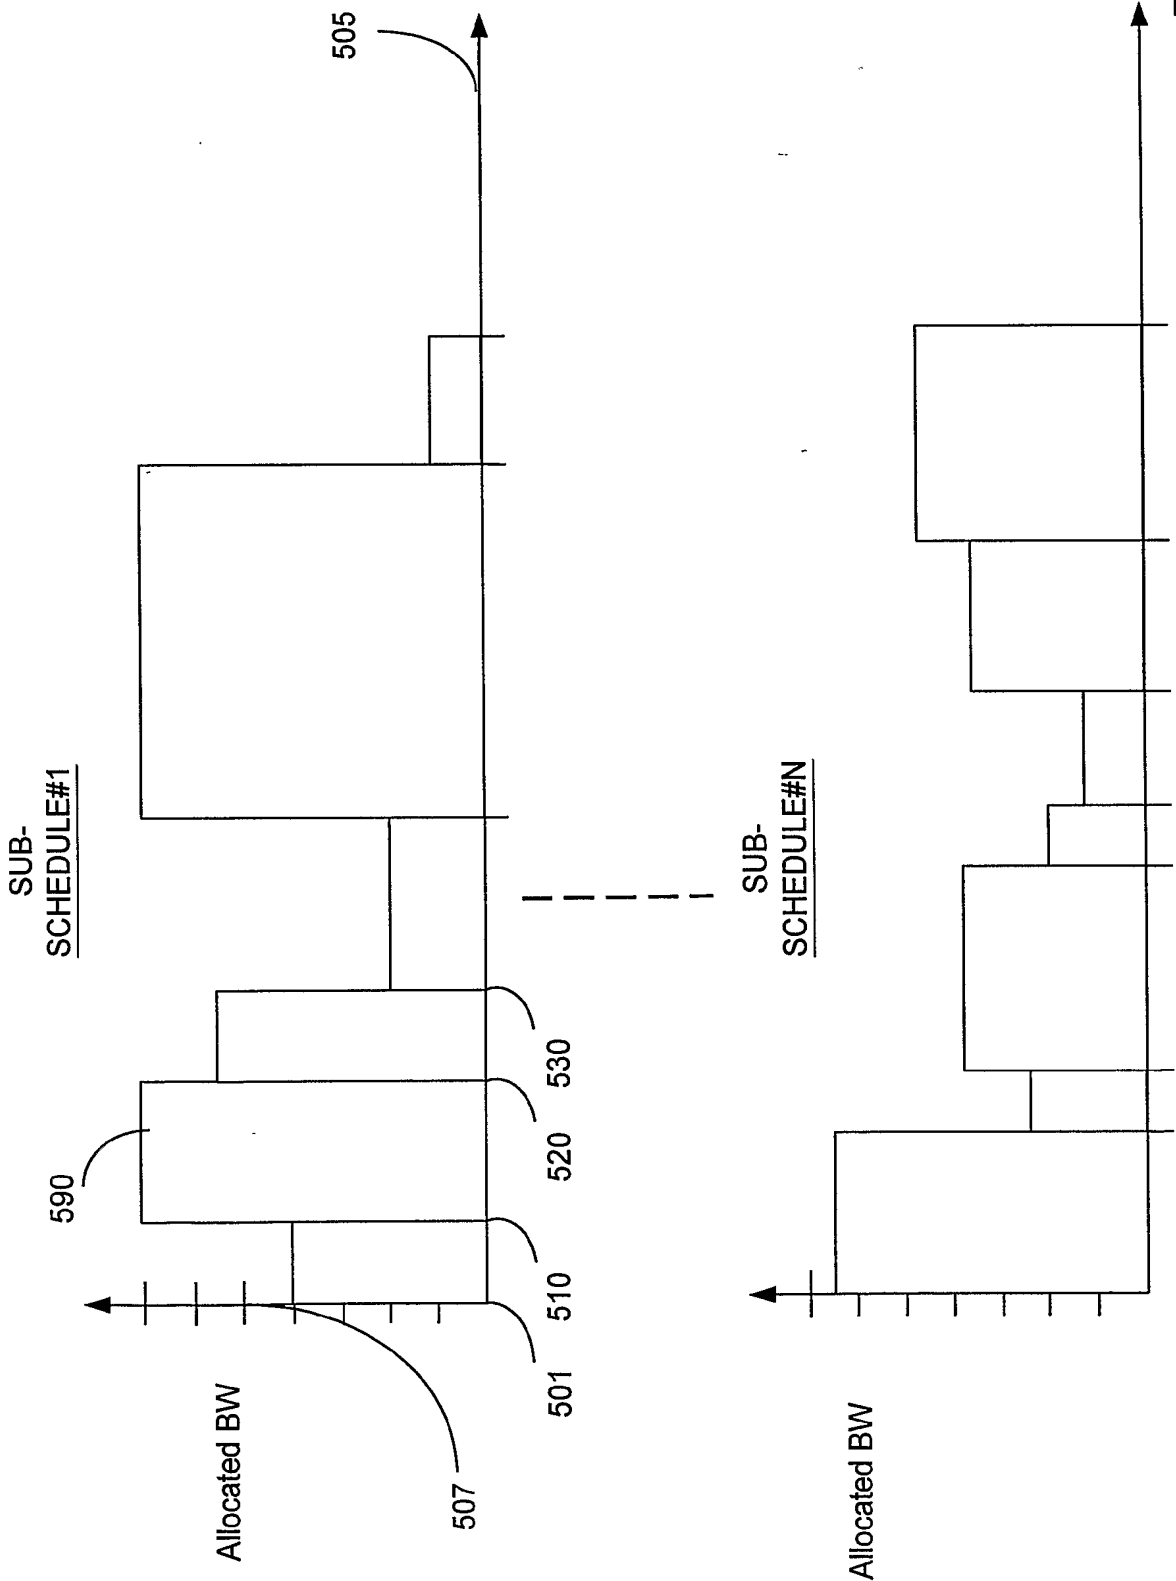 SUB-
SCHEDULE#1
590
505
Allocated BW
507
501
510
520
530
SUB-
SCHEDULE#N
Allocated BW